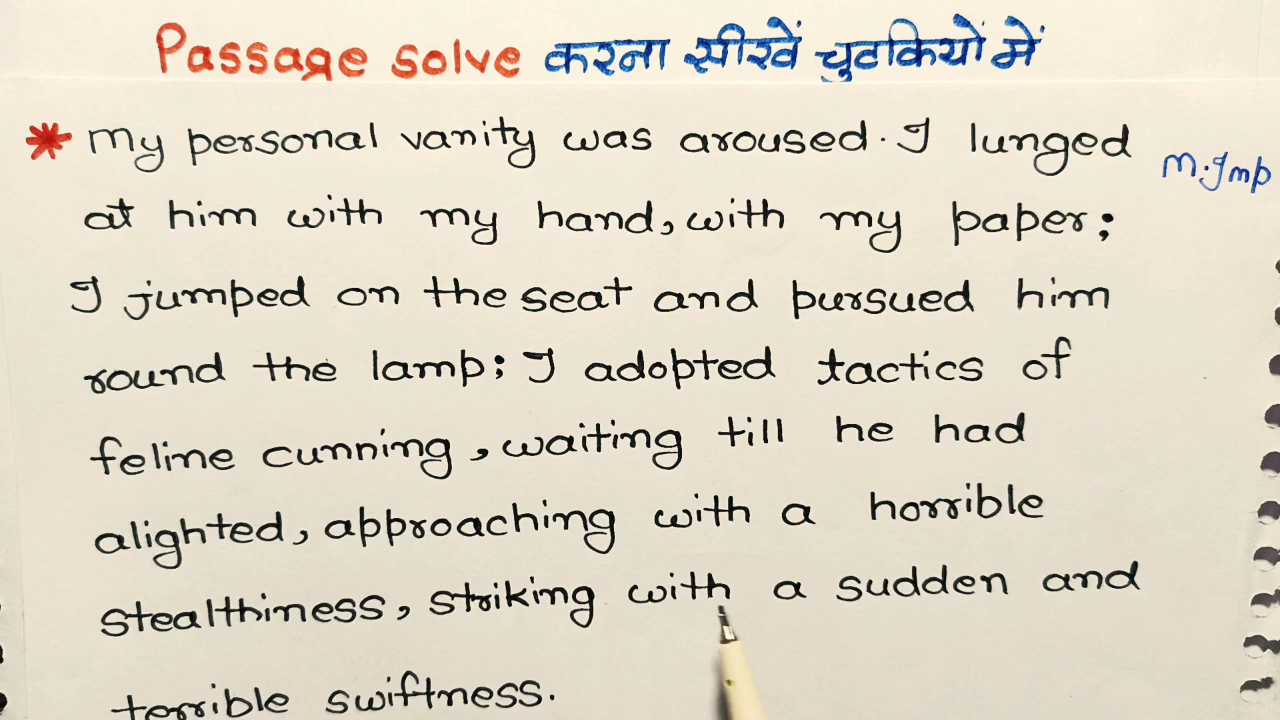 Passage solve करना सीखें चुटकियों में
* My personal vanity was aroused. I lunged
M.Imp
at him with my hand, with my paper;
I jumped on the seat and pursued him
round the lamp; I adopted tactics of
feline cunning, waiting till he had
alighted, approaching with a horrible
stealthiness, striking with a sudden and
terrible swiftness.